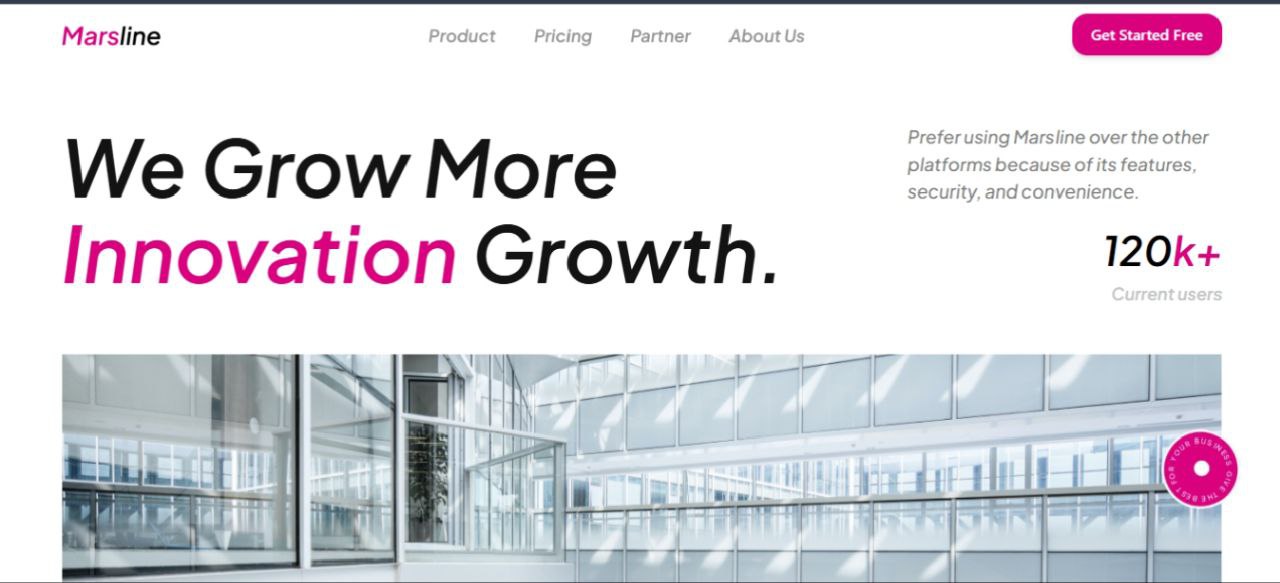 Marsline
Product Pricing Partner About Us
Get Started Free
We Grow More
Innovation Growth.
Prefer using Marsline over the other
platforms because of its features,
security, and convenience.
120k+
Current users
GIVE THE BEST FOR YOUR BUSINESS